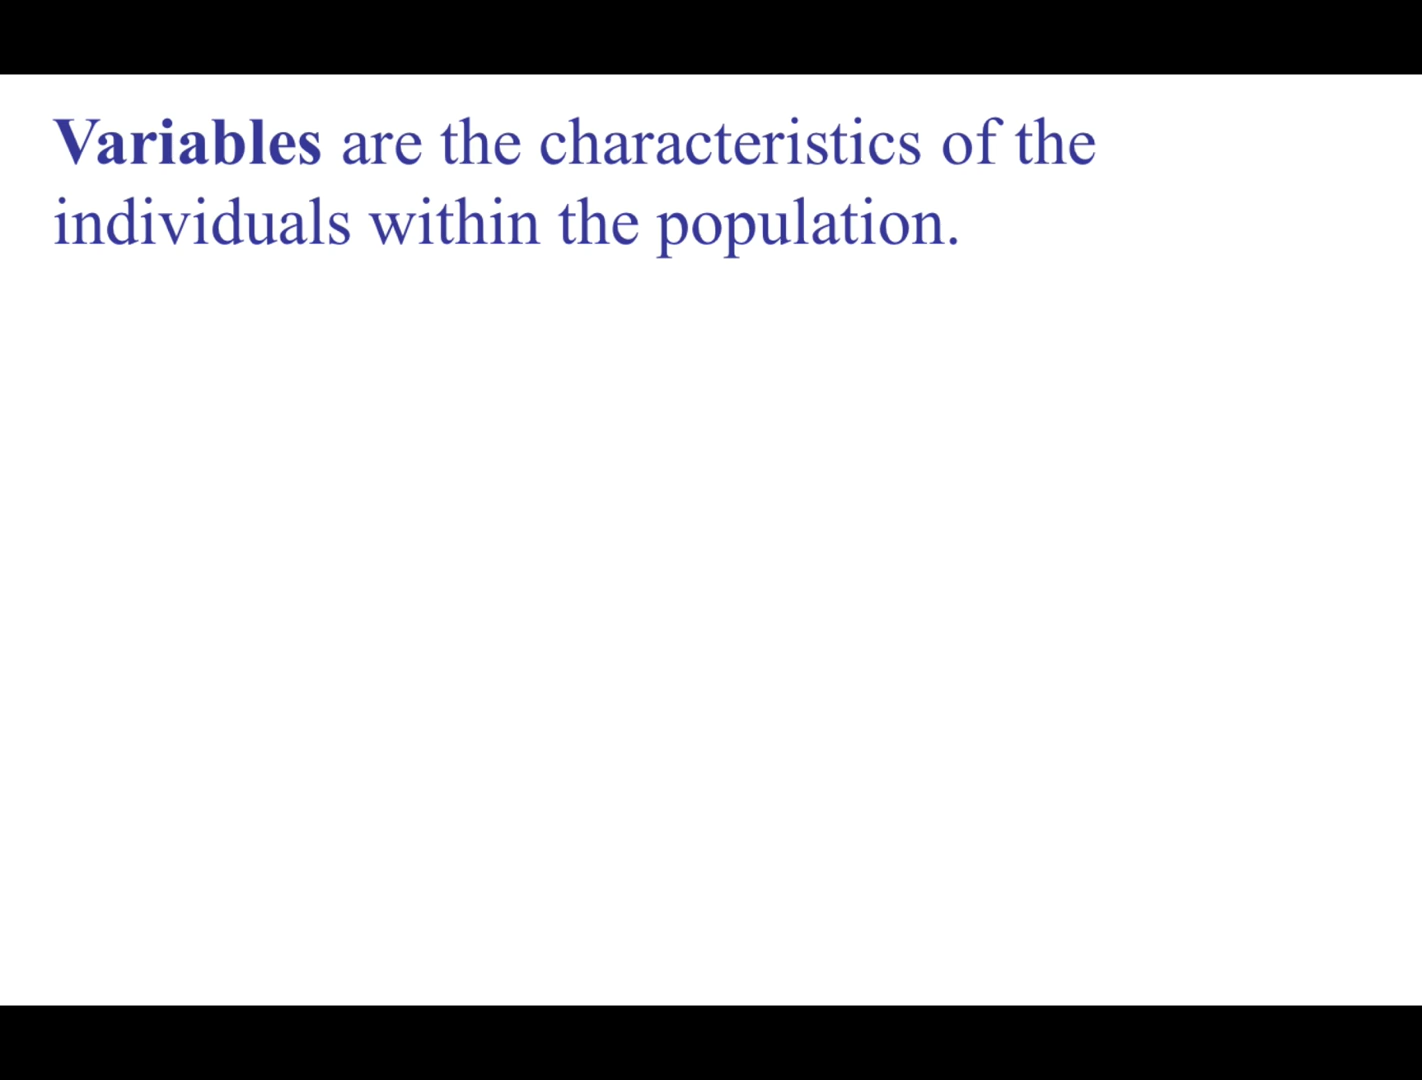 Variables are the characteristics of the
individuals within the population.